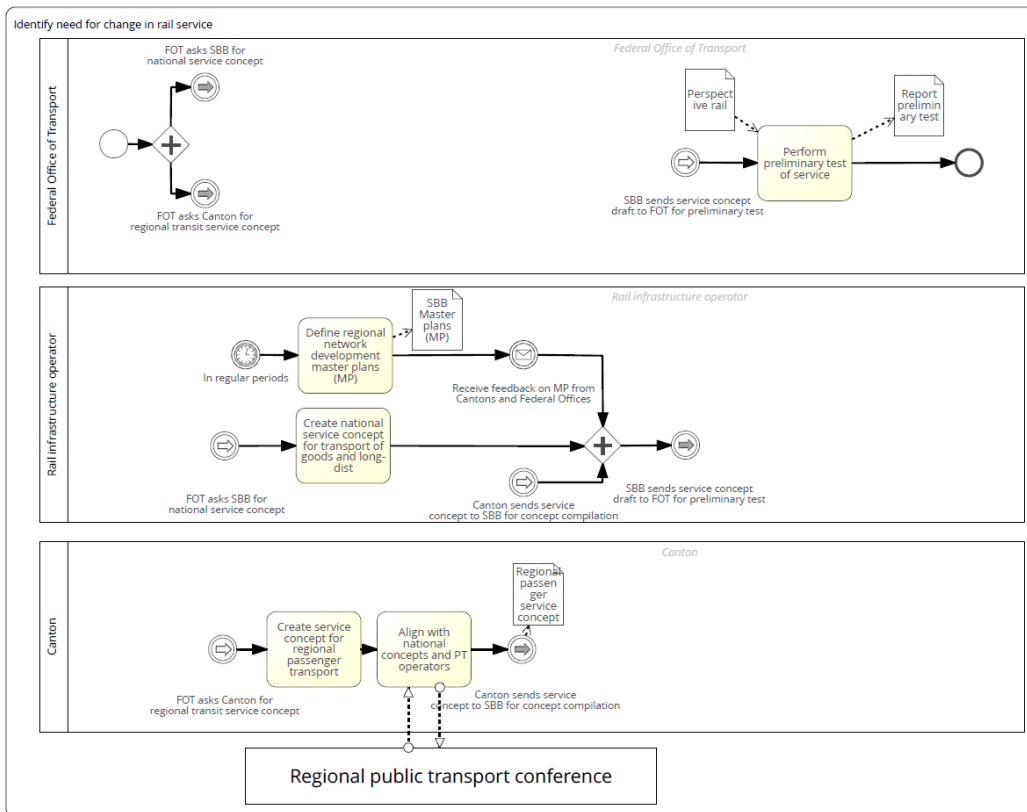 Identify need for change in rail service
Federal Office of Transport
Federal Office of Transport
FOT asks SBB for
national service concept
FOT asks Canton for
regional transit service concept
Perspect
ive rail
Report
prelimin
ary test
Perform
preliminary test
of service
SBB sends service concept
draft to FOT for preliminary test
Rail infrastructure operator
Rail infrastructure operator
SBB
Master
plans
(MP)
Define regional
network
development
master plans
(MP)
In regular periods
Receive feedback on MP from
Cantons and Federal Offices
Create national
service concept
for transport of
goods and long-
dist
FOT asks SBB for
national service concept
Canton sends service
concept to SBB for concept compilation
SBB sends service concept
draft to FOT for preliminary test
Canton
Canton
Regional
passen
ger
service
concept
Create service
concept for
regional
passenger
transport
Align with
national
concepts and PT
operators
FOT asks Canton for
regional transit service concept
Canton sends service
concept to SBB for concept compilation
Regional public transport conference